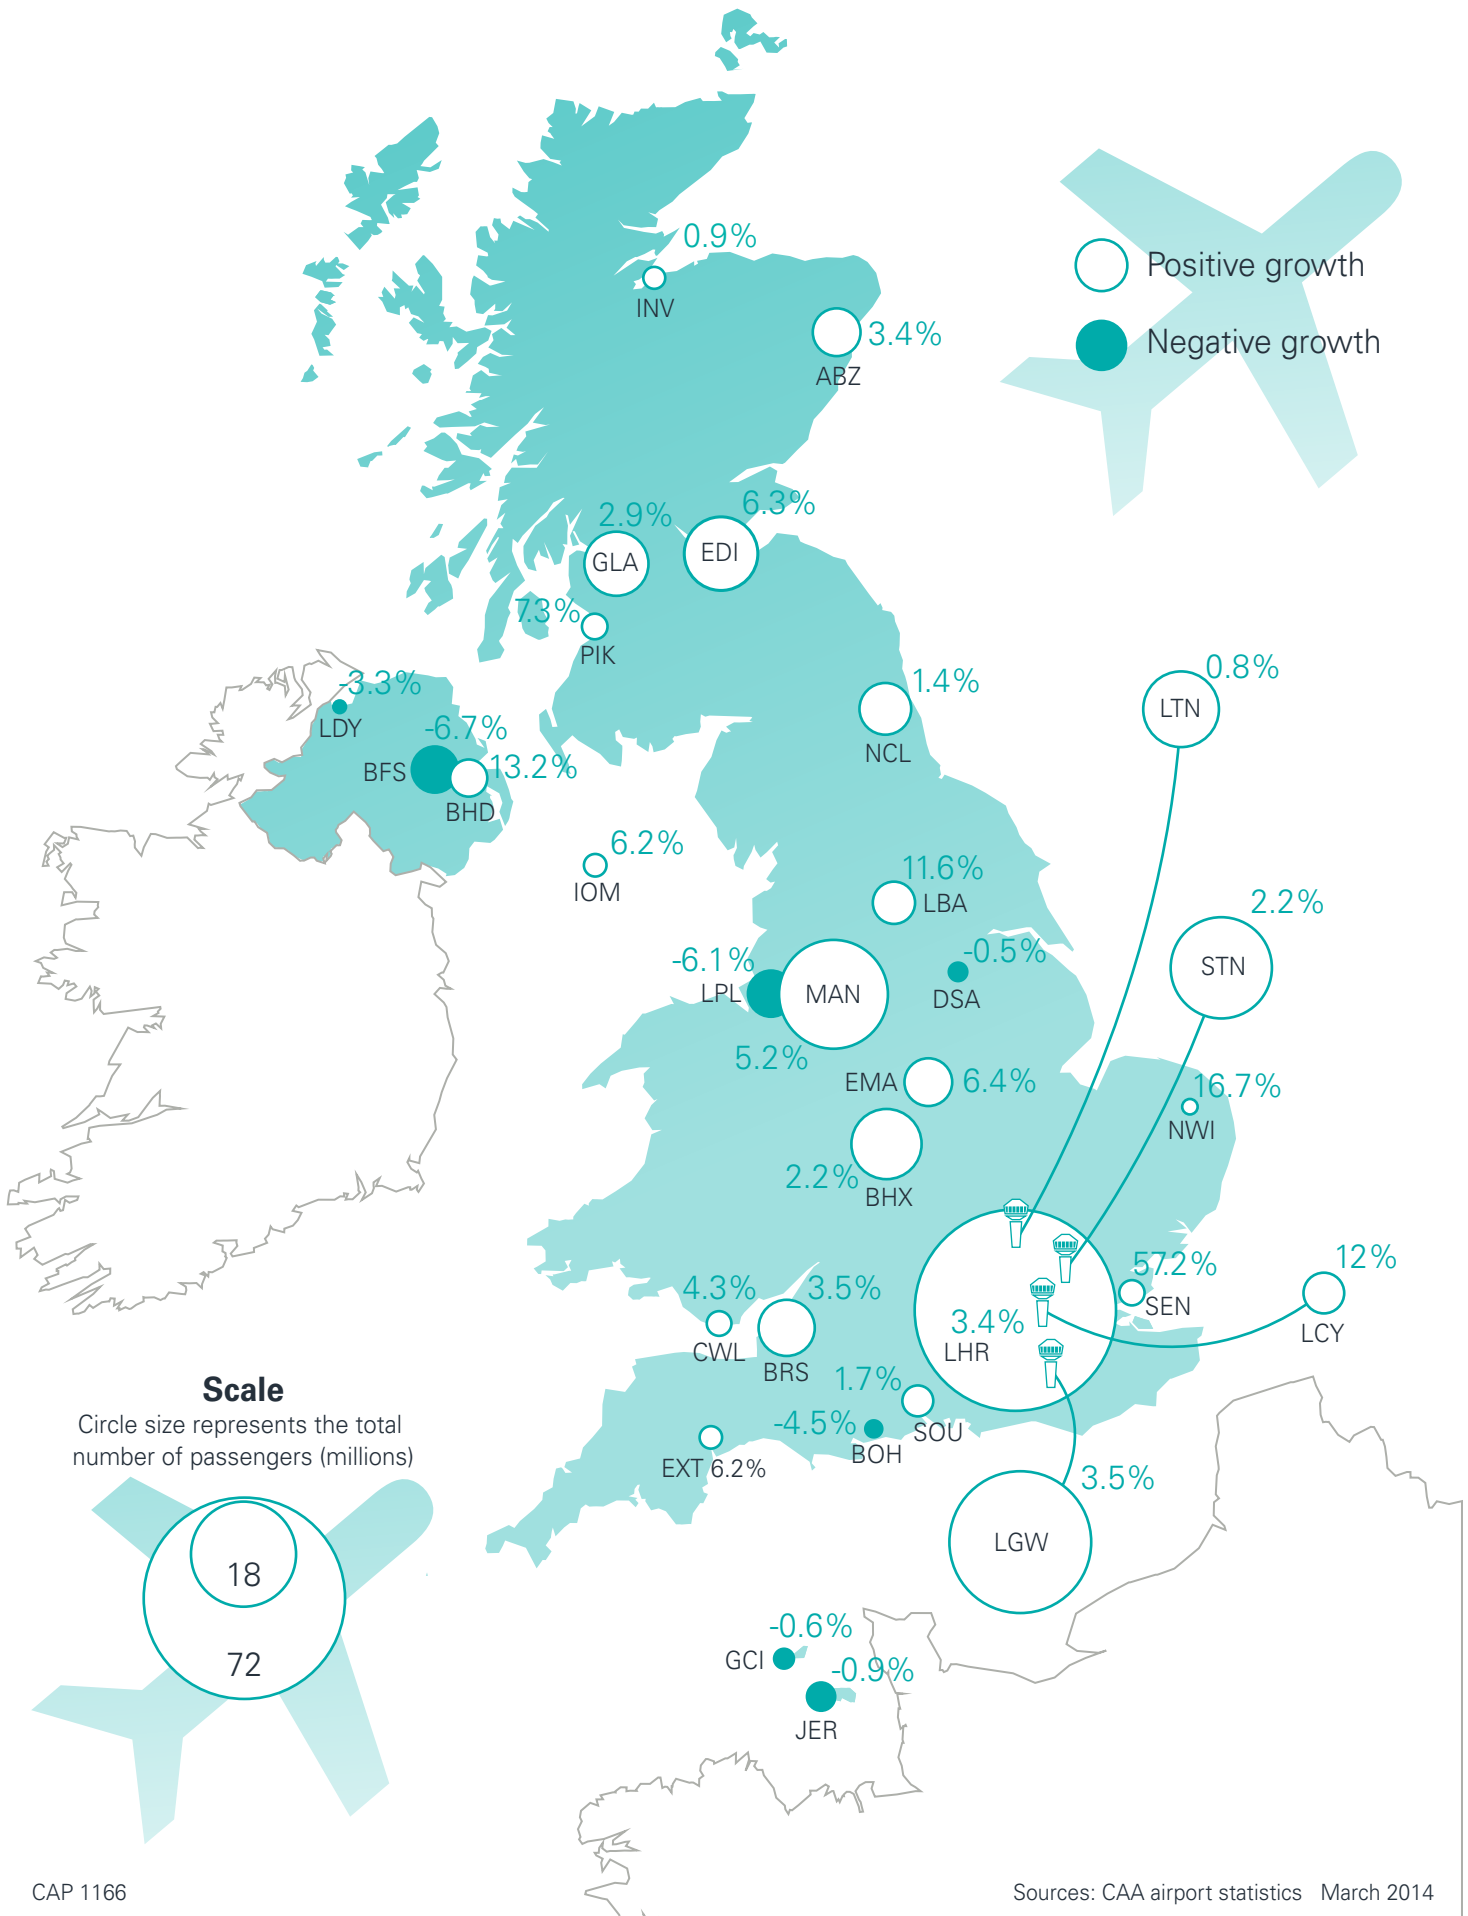 0.9%
INV
3.4%
ABZ
Positive growth
Negative growth
2.9%
GLA
6.3%
EDI
7.3%
PIK
-3.3%
LDY
-6.7%
BFS
13.2%
BHD
1.4%
NCL
0.8%
LTN
6.2%
IOM
11.6%
LBA
2.2%
STN
-6.1%
LPL
MAN
5.2%
-0.5%
DSA
EMA
6.4%
16.7%
NWI
2.2%
BHX
57.2%
SEN
12%
LCY
4.3%
CWL
3.5%
BRS
3.4%
LHR
1.7%
SOU
-4.5%
BOH
EXT 6.2%
3.5%
LGW
Scale
Circle size represents the total
number of passengers (millions)
18
72
-0.6%
GCI
-0.9%
JER
CAP 1166
Sources: CAA airport statistics March 2014